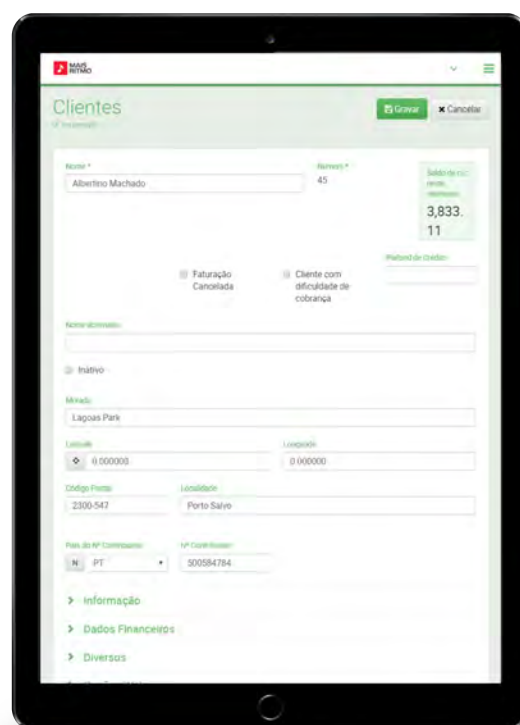 MAIS
RITMO
Clientes
Gravar
Cancelar
Nome *
Número *
Albertino Machado
45
3,833.
11
Plafond de Crédito
Faturação
Cancelada
Cliente com
dificuldade de
cobrança
Nome abreviado
Inativo
Morada
Lagoas Park
Latitude
Longitude
0.000000
0.000000
Código Postal
Localidade
2300-547
Porto Salvo
País do Nº Contribuinte
Nº Contribuinte
N PT
500584784
Informação
Dados Financeiros
Diversos